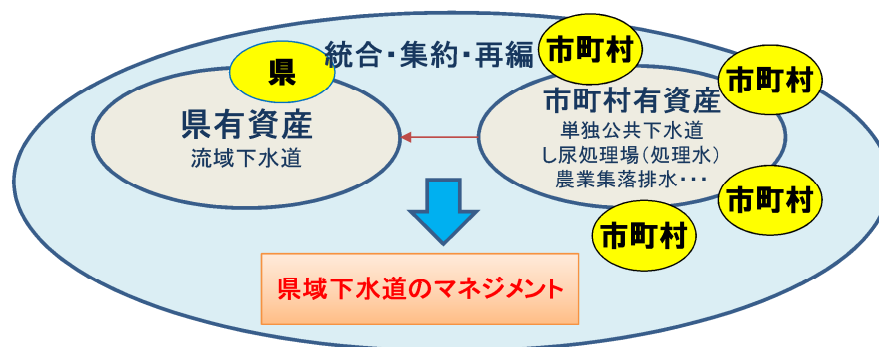 統合・集約・再編
県
県有資産
流域下水道
市町村
市町村
市町村有資産
単独公共下水道
し尿処理場(処理水)
農業集落排水・・・
市町村
市町村
県域下水道のマネジメント